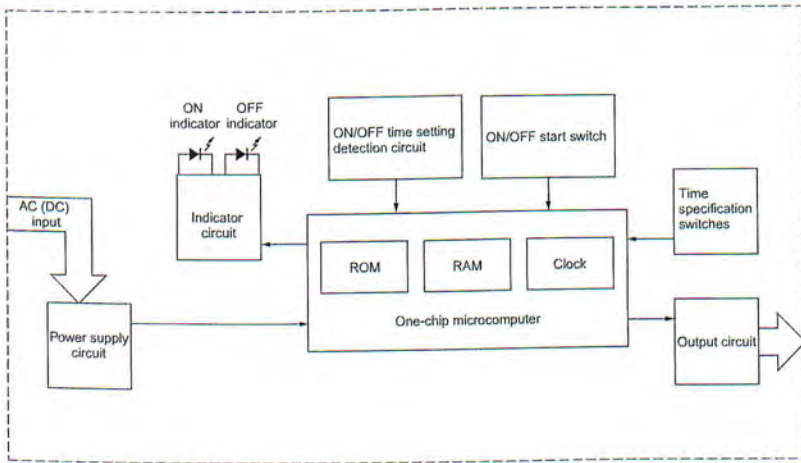 ON
indicator
OFF
indicator
ON/OFF time setting
detection circuit
ON/OFF start switch
AC (DC)
input
Indicator
circuit
Time
specification
switches
ROM
RAM
Clock
One-chip microcomputer
Power supply
circuit
Output circuit